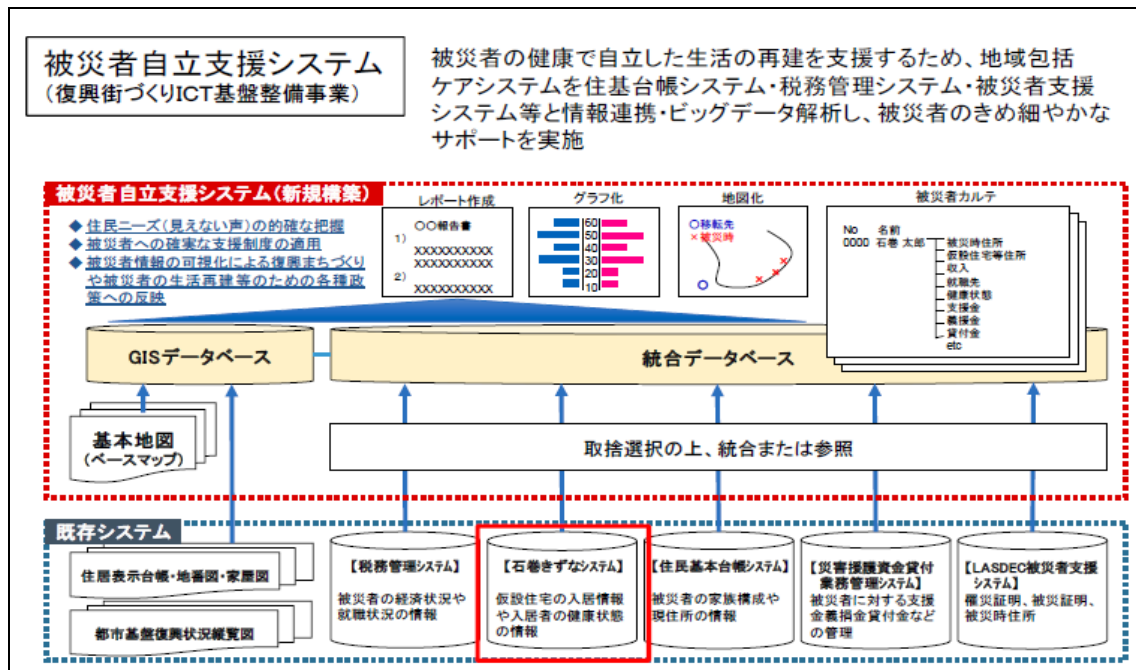 被災者自立支援システム
(復興街づくりICT基盤整備事業)
被災者の健康で自立した生活の再建を支援するため、地域包括
ケアシステムを住基台帳システム・税務管理システム・被災者支援
システム等と情報連携・ビッグデータ解析し、被災者のきめ細やかな
サポートを実施
被災者自立支援システム(新規構築)
◆ 住民ニーズ(見えない声)の的確な把握
◆ 被災者への確実な支援制度の適用
◆ 被災者情報の可視化による復興まちづくり
や被災者の生活再建等のための各種政
策への反映
レポート作成
〇〇報告書
1)
XXXXXXXXXX
XXXXXXXXXX
2)
XXXXXXXXXX
グラフ化
60
50
40
30
20
10
地図化
〇移転先
×被災時
被災者カルテ
No 名前
0000 石巻 太郎
被災時住所
仮設住宅等住所
収入
就職先
健康状態
支援金
義援金
貸付金
etc
GISデータベース
統合データベース
基本地図
(ベースマップ)
取捨選択の上、統合または参照
既存システム
住居表示台帳・地番図・家屋図
都市基盤復興状況縦覧図
【税務管理システム】
被災者の経済状況や
就職状況の情報
【石巻きずなシステム】
仮設住宅の入居情報
や入居者の健康状態
の情報
【住民基本台帳システム】
被災者の家族構成や
現住所の情報
【災害援護資金貸付
業務管理システム】
被災者に対する支援
金義捐金貸付金など
の管理
【LASDEC被災者支援
システム】
罹災証明、被災証明、
被災時住所